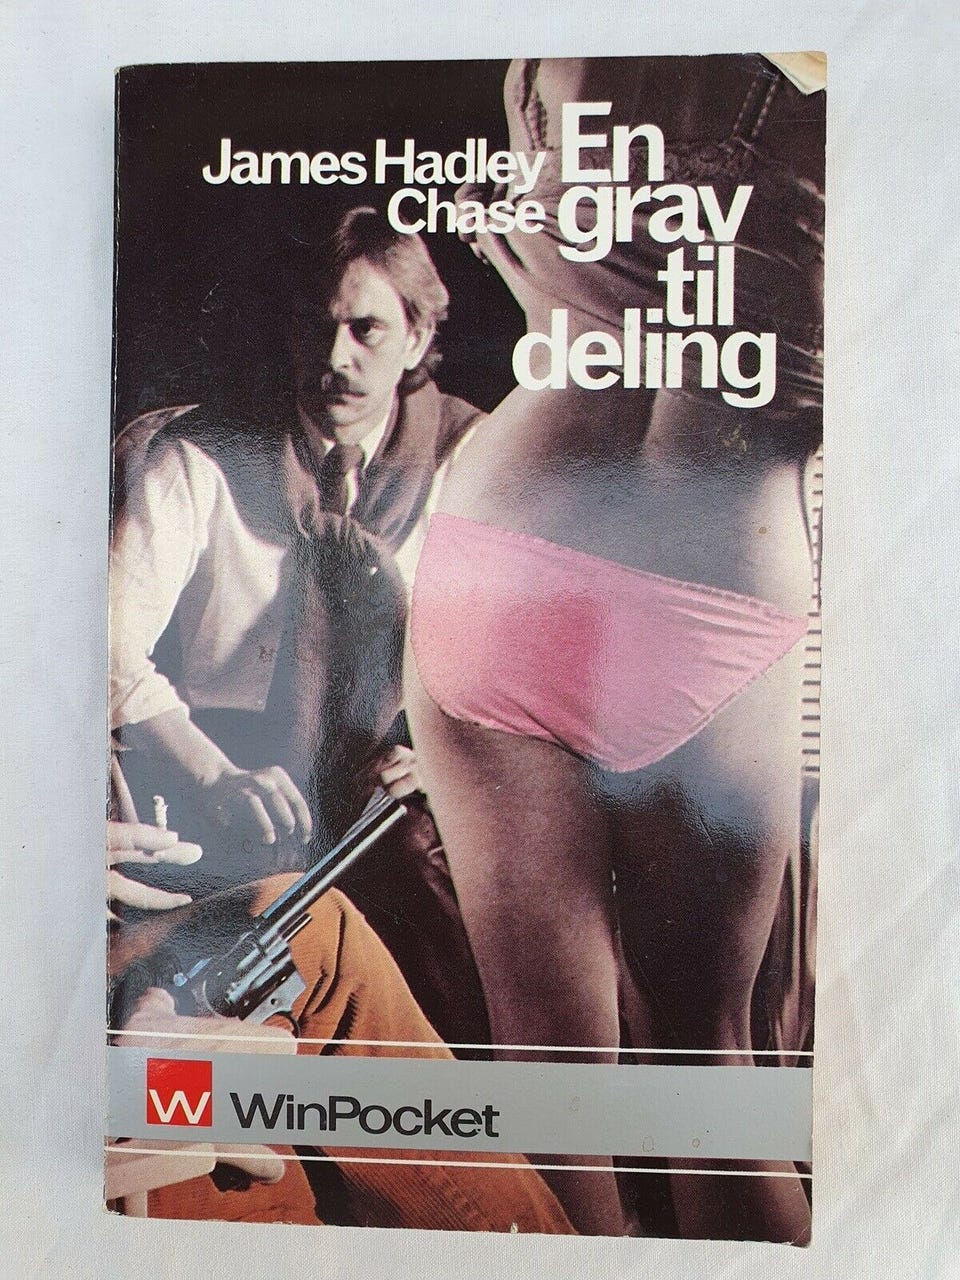 James Hadley
Chase
En
grav
til
deling
W WinPocket